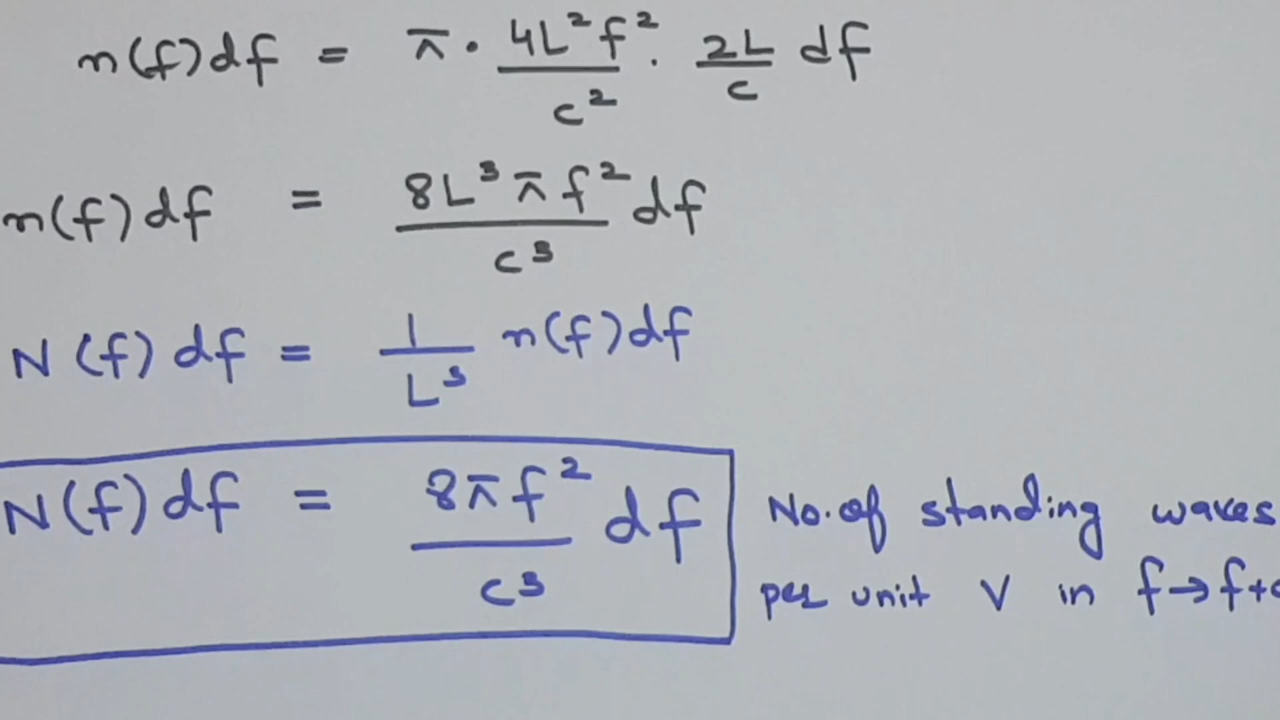 n(f)df = π · 4L²f²/c² · 2L/c df
n(f)df = 8L³πf²/c³ df
N(f)df = 1/L³ n(f)df
N(f)df = 8πf²/c³ df
No. of standing waves
per unit V in f→f+